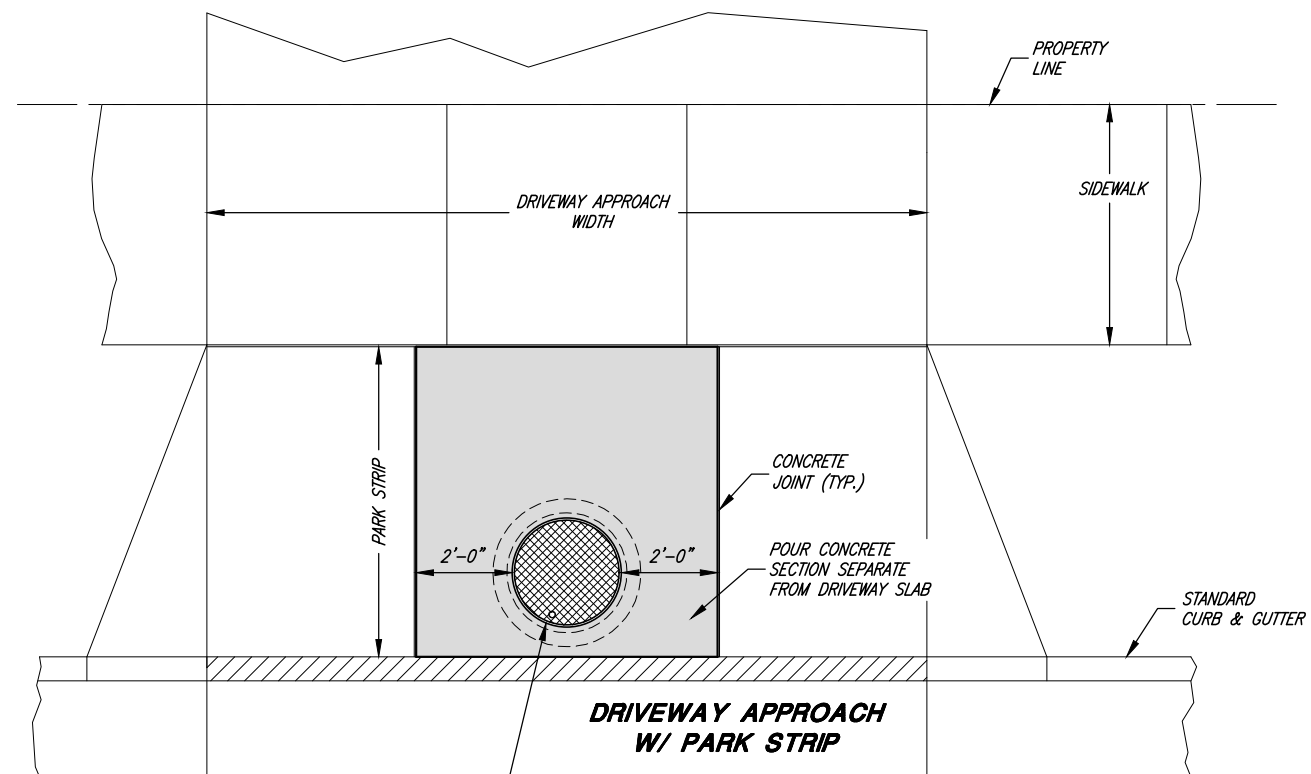 PROPERTY
LINE
SIDEWALK
DRIVEWAY APPROACH
WIDTH
PARK STRIP
CONCRETE
JOINT (TYP.)
2'-0"
2'-0"
POUR CONCRETE
SECTION SEPARATE
FROM DRIVEWAY SLAB
STANDARD
CURB & GUTTER
DRIVEWAY APPROACH
W/ PARK STRIP